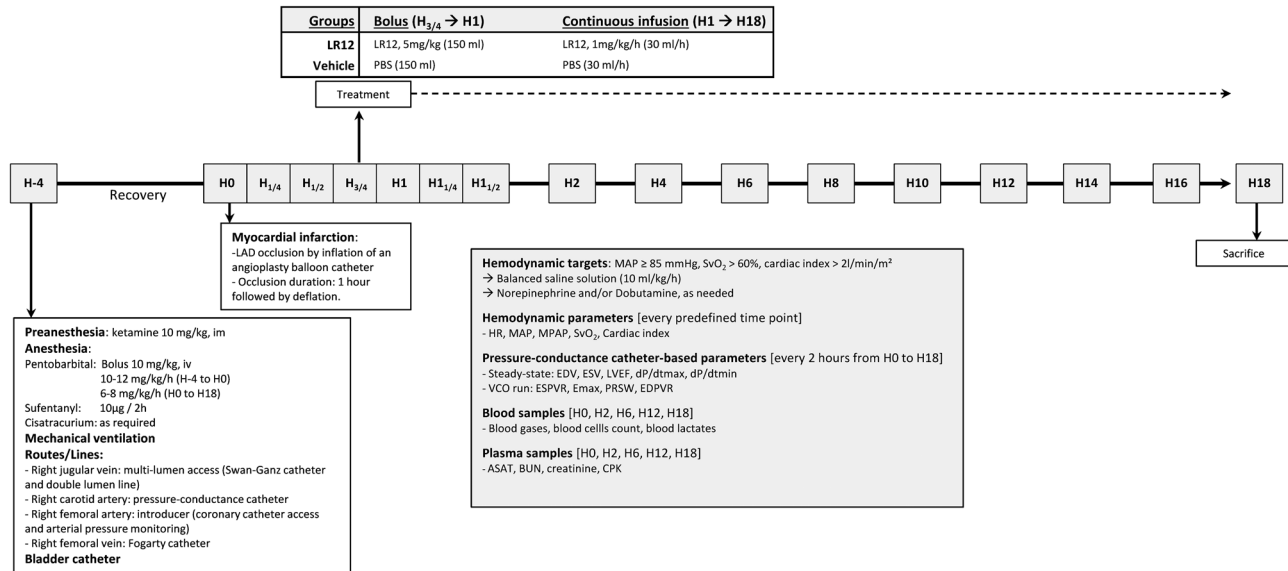 Groups Bolus (H3/4 → H1) Continuous infusion (H1 → H18)
LR12 LR12, 5mg/kg (150 ml) LR12, 1mg/kg/h (30 ml/h)
Vehicle PBS (150 ml) PBS (30 ml/h)
Treatment
H-4 H0 H1/4 H1/2 H3/4 H1 H11/4 H11/2 H2 H4 H6 H8 H10 H12 H14 H16 H18
Recovery
Sacrifice
Myocardial infarction:
-LAD occlusion by inflation of an
angioplasty balloon catheter
- Occlusion duration: 1 hour
followed by deflation.
Preanesthesia: ketamine 10 mg/kg, im
Anesthesia:
Pentobarbital: Bolus 10 mg/kg, iv
10-12 mg/kg/h (H-4 to H0)
6-8 mg/kg/h (H0 to H18)
Sufentanyl: 10µg / 2h
Cisatracurium: as required
Mechanical ventilation
Routes/Lines:
- Right jugular vein: multi-lumen access (Swan-Ganz catheter
and double lumen line)
- Right carotid artery: pressure-conductance catheter
- Right femoral artery: introducer (coronary catheter access
and arterial pressure monitoring)
- Right femoral vein: Fogarty catheter
Bladder catheter
Hemodynamic targets: MAP ≥ 85 mmHg, SvO2 > 60%, cardiac index > 2l/min/m²
→ Balanced saline solution (10 ml/kg/h)
→ Norepinephrine and/or Dobutamine, as needed
Hemodynamic parameters [every predefined time point]
- HR, MAP, MPAP, SvO2, Cardiac index
Pressure-conductance catheter-based parameters [every 2 hours from H0 to H18]
- Steady-state: EDV, ESV, LVEF, dP/dtmax, dP/dtmin
- VCO run: ESPVR, Emax, PRSW, EDPVR
Blood samples [H0, H2, H6, H12, H18]
- Blood gases, blood cellls count, blood lactates
Plasma samples [H0, H2, H6, H12, H18]
- ASAT, BUN, creatinine, CPK